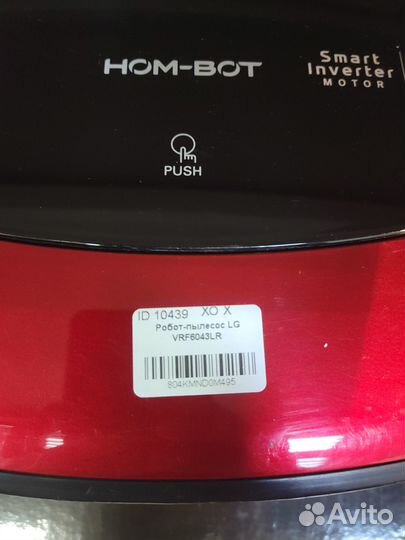 HOM-BOT
Smart
Inverter
MOTOR
PUSH
ID 10439 XO X
Робот-пылесос LG
VRF6043LR
804KMND0M495
Avito